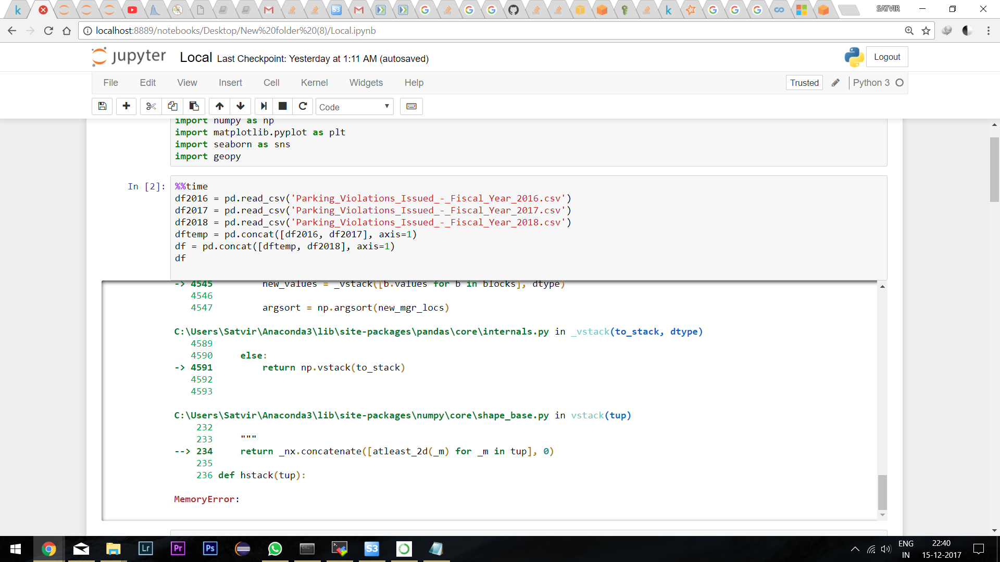 SATVIR
localhost:8889/notebooks/Desktop/New%20folder%20(8)/Local.ipynb
jupyter Local Last Checkpoint: Yesterday at 1:11 AM (autosaved)
Logout
File Edit View Insert Cell Kernel Widgets Help
Trusted Python 3
Code
import numpy as np
import matplotlib.pyplot as plt
import seaborn as sns
import geopy
In [2]: %%time
df2016 = pd.read_csv('Parking_Violations_Issued_-_Fiscal_Year_2016.csv')
df2017 = pd.read_csv('Parking_Violations_Issued_-_Fiscal_Year_2017.csv')
df2018 = pd.read_csv('Parking_Violations_Issued_-_Fiscal_Year_2018.csv')
dftemp = pd.concat([df2016, df2017], axis=1)
df = pd.concat([dftemp, df2018], axis=1)
df
-> 4545 new_values = _vstack([b.values for b in blocks], dtype)
4546
4547 argsort = np.argsort(new_mgr_locs)
C:\Users\Satvir\Anaconda3\lib\site-packages\pandas\core\internals.py in _vstack(to_stack, dtype)
4589
4590 else:
-> 4591 return np.vstack(to_stack)
4592
4593
C:\Users\Satvir\Anaconda3\lib\site-packages\numpy\core\shape_base.py in vstack(tup)
232
233 """
--> 234 return _nx.concatenate([atleast_2d(_m) for _m in tup], 0)
235
236 def hstack(tup):
MemoryError:
Lr Pr Ps S3
ENG
IN
22:40
15-12-2017